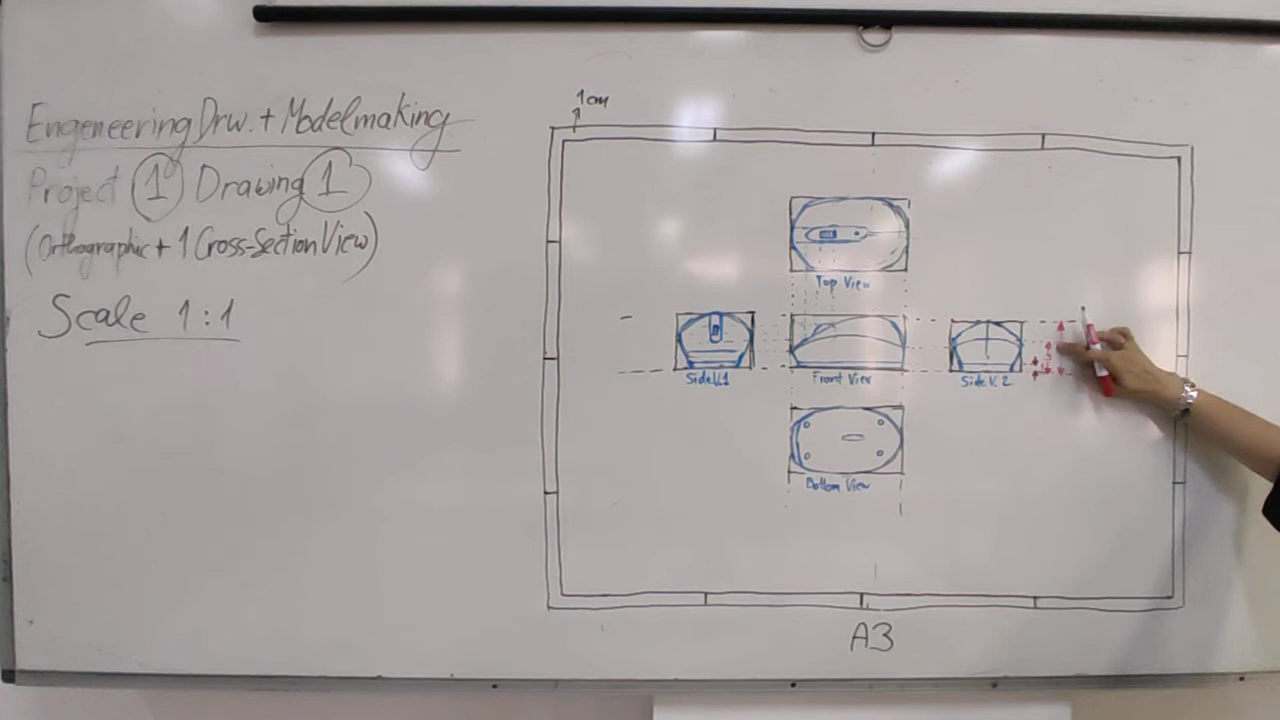 Engeneering Drw. + Modelmaking
Project 1 Drawing 1
(Orthographic + 1 Cross-Section View)
Scale 1:1
1cm
Top View
Side V.1
Front View
Side V. 2
Bottom View
A3